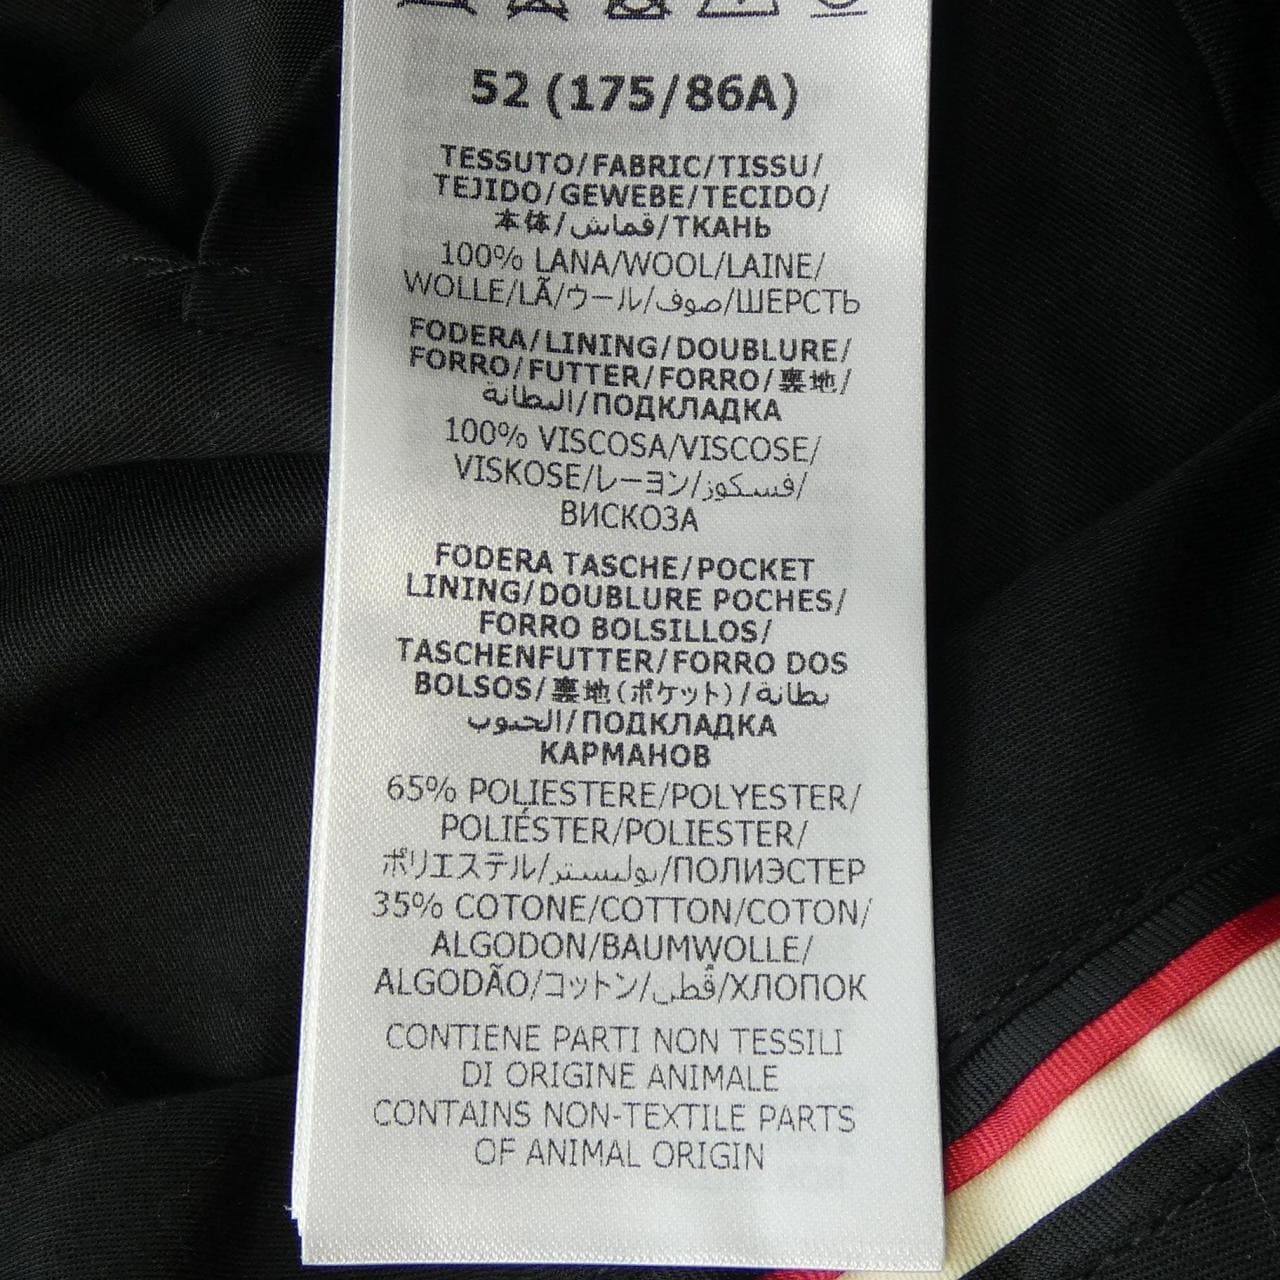 52 (175/86A)
TESSUTO/FABRIC/TISSU/
TEJIDO/GEWEBE/TECIDO/
本体/قماش/ТКАНЬ
100% LANA/WOOL/LAINE/
WOLLE/LÃ/ウール/صوف/ШЕРСТЬ
FODERA/LINING/DOUBLURE/
FORRO/FUTTER/FORRO/裏地/
البطانة/ПОДКЛАДКА
100% VISCOSA/VISCOSE/
VISKOSE/レーヨン/فسكوز/
ВИСКОЗА
FODERA TASCHE/POCKET
LINING/DOUBLURE POCHES/
FORRO BOLSILLOS/
TASCHENFUTTER/FORRO DOS
BOLSOS/裏地(ポケット)/بطانة
الجيوب/ПОДКЛАДКА
КАРМАНОВ
65% POLIESTERE/POLYESTER/
POLIÉSTER/POLIESTER/
ポリエステル/بوليستر/ПОЛИЭСТЕР
35% COTONE/COTTON/COTON/
ALGODON/BAUMWOLLE/
ALGODÃO/コットン/قُطن/ХЛОПОК
CONTIENE PARTI NON TESSILI
DI ORIGINE ANIMALE
CONTAINS NON-TEXTILE PARTS
OF ANIMAL ORIGIN